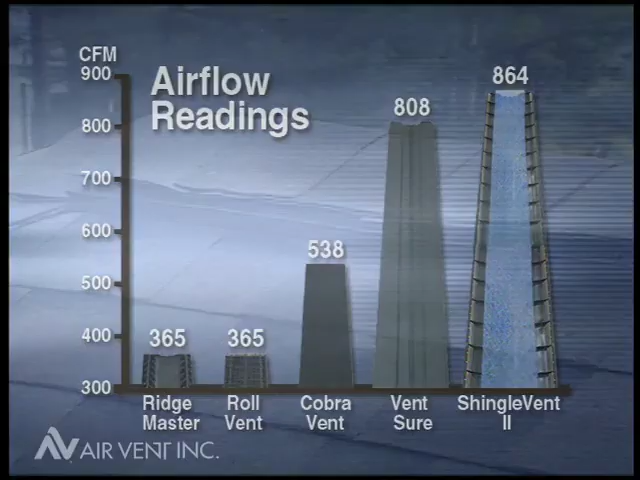 CFM
Airflow
Readings
900
800
700
600
500
400
300
365
365
538
808
864
Ridge
Master
Roll
Vent
Cobra
Vent
Vent
Sure
ShingleVent
II
AV AIR VENT INC.